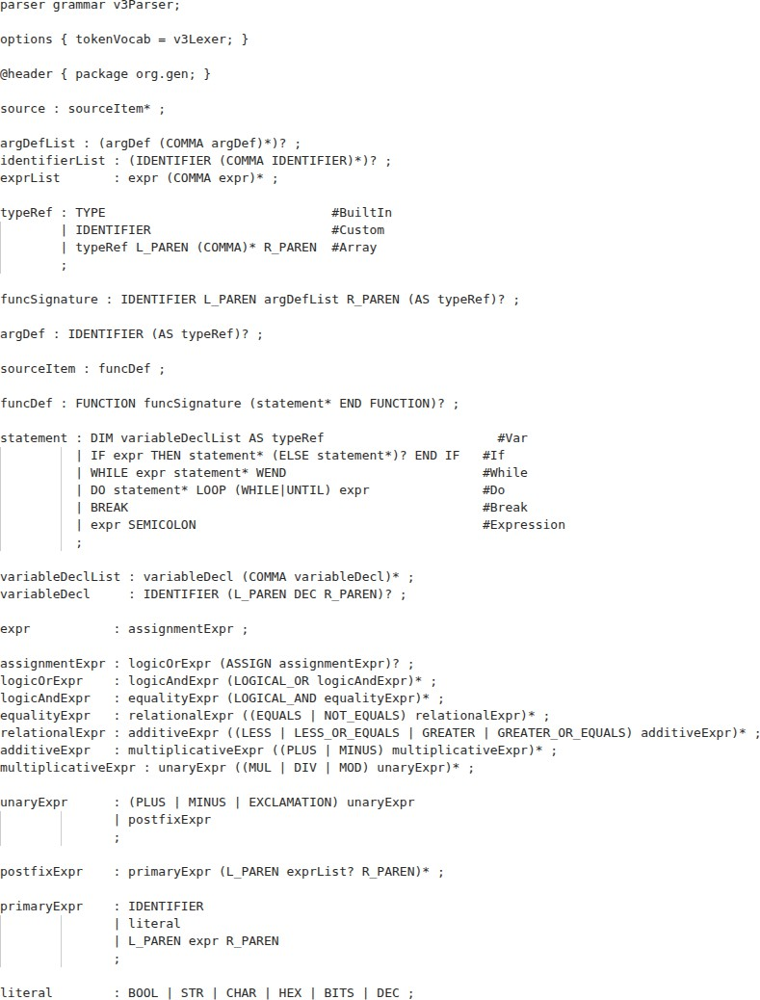 parser grammar v3Parser;
options { tokenVocab = v3Lexer; }
@header { package org.gen; }
source : sourceItem* ;
argDefList : (argDef (COMMA argDef)*)? ;
identifierList : (IDENTIFIER (COMMA IDENTIFIER)*)? ;
exprList       : expr (COMMA expr)* ;
typeRef : TYPE                              #BuiltIn
        | IDENTIFIER                        #Custom
        | typeRef L_PAREN (COMMA)* R_PAREN  #Array
        ;
funcSignature : IDENTIFIER L_PAREN argDefList R_PAREN (AS typeRef)? ;
argDef : IDENTIFIER (AS typeRef)? ;
sourceItem : funcDef ;
funcDef : FUNCTION funcSignature (statement* END FUNCTION)? ;
statement : DIM variableDeclList AS typeRef                       #Var
          | IF expr THEN statement* (ELSE statement*)? END IF   #If
          | WHILE expr statement* WEND                          #While
          | DO statement* LOOP (WHILE|UNTIL) expr               #Do
          | BREAK                                               #Break
          | expr SEMICOLON                                      #Expression
          ;
variableDeclList : variableDecl (COMMA variableDecl)* ;
variableDecl     : IDENTIFIER (L_PAREN DEC R_PAREN)? ;
expr           : assignmentExpr ;
assignmentExpr : logicOrExpr (ASSIGN assignmentExpr)? ;
logicOrExpr    : logicAndExpr (LOGICAL_OR logicAndExpr)* ;
logicAndExpr   : equalityExpr (LOGICAL_AND equalityExpr)* ;
equalityExpr   : relationalExpr ((EQUALS | NOT_EQUALS) relationalExpr)* ;
relationalExpr : additiveExpr ((LESS | LESS_OR_EQUALS | GREATER | GREATER_OR_EQUALS) additiveExpr)* ;
additiveExpr   : multiplicativeExpr ((PLUS | MINUS) multiplicativeExpr)* ;
multiplicativeExpr : unaryExpr ((MUL | DIV | MOD) unaryExpr)* ;
unaryExpr      : (PLUS | MINUS | EXCLAMATION) unaryExpr
               | postfixExpr
               ;
postfixExpr    : primaryExpr (L_PAREN exprList? R_PAREN)* ;
primaryExpr    : IDENTIFIER
               | literal
               | L_PAREN expr R_PAREN
               ;
literal        : BOOL | STR | CHAR | HEX | BITS | DEC ;